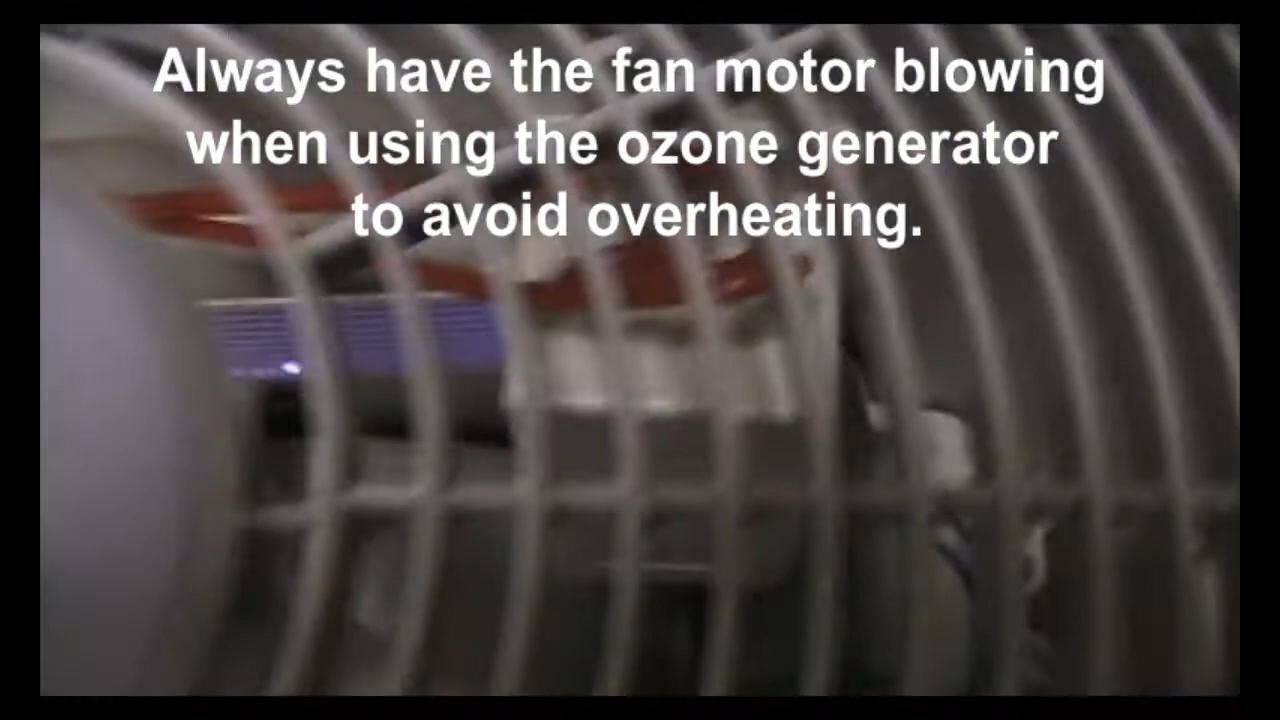 Always have the fan motor blowing
when using the ozone generator
to avoid overheating.